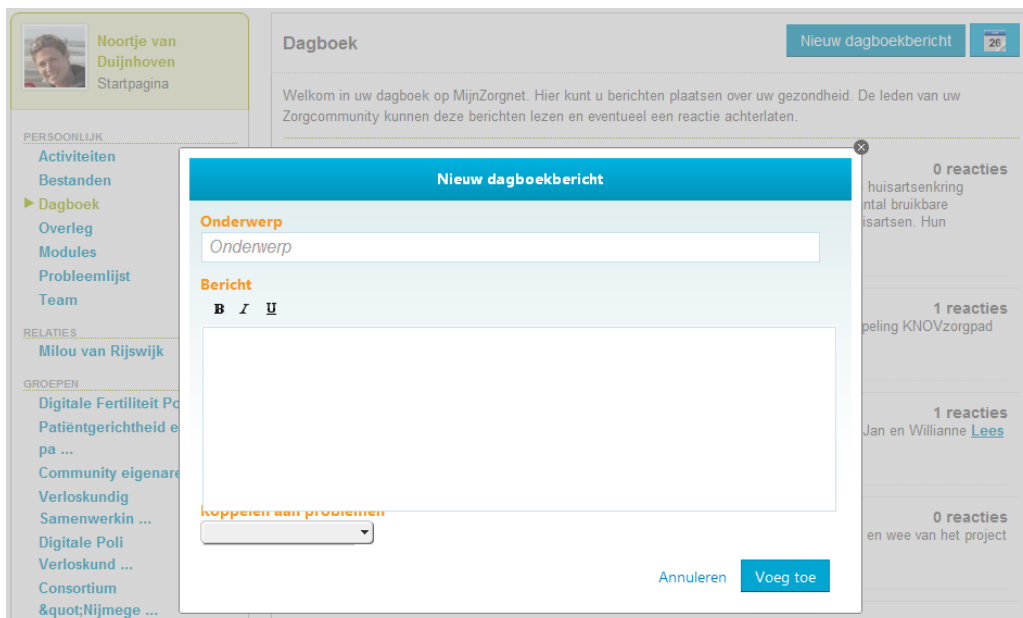 Noortje van
Duijnhoven
Startpagina
PERSOONLIJK
Activiteiten
Bestanden
Dagboek
Overleg
Modules
Probleemlijst
Team
RELATIES
Milou van Rijswijk
GROEPEN
Digitale Fertiliteit Po
Patiëntgerichtheid e
pa ...
Community eigenare
Verloskundig
Samenwerkin ...
Digitale Poli
Verloskund ...
Consortium
&quot;Nijmege ...
Dagboek
Nieuw dagboekbericht
26
Welkom in uw dagboek op MijnZorgnet. Hier kunt u berichten plaatsen over uw gezondheid. De leden van uw
Zorgcommunity kunnen deze berichten lezen en eventueel een reactie achterlaten.
0 reacties
huisartsenkring
ntal bruikbare
isartsen. Hun
1 reacties
peling KNOVzorgpad
1 reacties
Jan en Willianne Lees
0 reacties
en wee van het project
Nieuw dagboekbericht
Onderwerp
Onderwerp
Bericht
B I U
Koppelen aan problemen
Annuleren
Voeg toe